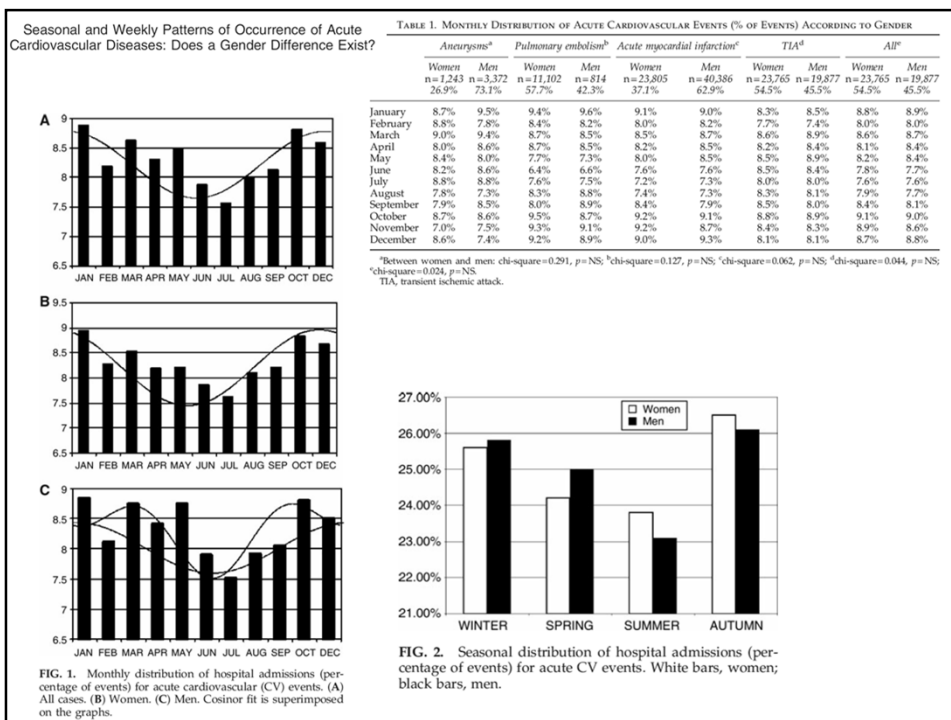 Seasonal and Weekly Patterns of Occurrence of Acute
Cardiovascular Diseases: Does a Gender Difference Exist?
A
9
8.5
8
7.5
7
6.5
JAN FEB MAR APR MAY JUN JUL AUG SEP OCT DEC
B
9.5
9
8.5
8
7.5
7
6.5
JAN FEB MAR APR MAY JUN JUL AUG SEP OCT DEC
C
9
8.5
8
7.5
7
6.5
JAN FEB MAR APR MAY JUN JUL AUG SEP OCT DEC
FIG. 1. Monthly distribution of hospital admissions (per-
centage of events) for acute cardiovascular (CV) events. (A)
All cases. (B) Women. (C) Men. Cosinor fit is superimposed
on the graphs.
TABLE 1. MONTHLY DISTRIBUTION OF ACUTE CARDIOVASCULAR EVENTS (% OF EVENTS) ACCORDING TO GENDER
Aneurysmsᵃ Pulmonary embolismᵇ Acute myocardial infarctionᶜ TIAᵈ Allᵉ
Women Men Women Men Women Men Women Men Women Men
n=1,243 n=3,372 n=11,102 n=814 n=23,805 n=40,386 n=23,765 n=19,877 n=23,765 n=19,877
26.9% 73.1% 57.7% 42.3% 37.1% 62.9% 54.5% 45.5% 54.5% 45.5%
January 8.7% 9.5% 9.4% 9.6% 9.1% 9.0% 8.3% 8.5% 8.8% 8.9%
February 8.8% 7.8% 8.4% 8.2% 8.0% 8.2% 7.7% 7.4% 8.0% 8.0%
March 9.0% 9.4% 8.7% 8.5% 8.5% 8.7% 8.6% 8.9% 8.6% 8.7%
April 8.0% 8.6% 8.7% 8.5% 8.2% 8.5% 8.2% 8.4% 8.1% 8.4%
May 8.4% 8.0% 7.7% 7.3% 8.0% 8.5% 8.5% 8.9% 8.2% 8.4%
June 8.2% 8.6% 6.4% 6.6% 7.6% 7.6% 8.5% 8.4% 7.8% 7.7%
July 8.8% 8.8% 7.6% 7.5% 7.2% 7.3% 8.0% 8.0% 7.6% 7.6%
August 7.8% 7.3% 8.3% 8.8% 7.4% 7.3% 8.3% 8.1% 7.9% 7.7%
September 7.9% 8.5% 8.0% 8.9% 8.4% 7.9% 8.5% 8.0% 8.4% 8.1%
October 8.7% 8.6% 9.5% 8.7% 9.2% 9.1% 8.8% 8.9% 9.1% 9.0%
November 7.0% 7.5% 9.3% 9.1% 9.2% 8.7% 8.4% 8.3% 8.9% 8.6%
December 8.6% 7.4% 9.2% 8.9% 9.0% 9.3% 8.1% 8.1% 8.7% 8.8%
ᵃBetween women and men: chi-square=0.291, p=NS; ᵇchi-square=0.127, p=NS; ᶜchi-square=0.062, p=NS; ᵈchi-square=0.044, p=NS;
ᵉchi-square=0.024, p=NS.
TIA, transient ischemic attack.
27.00%
26.00%
25.00%
24.00%
23.00%
22.00%
21.00%
Women
Men
WINTER SPRING SUMMER AUTUMN
FIG. 2. Seasonal distribution of hospital admissions (per-
centage of events) for acute CV events. White bars, women;
black bars, men.